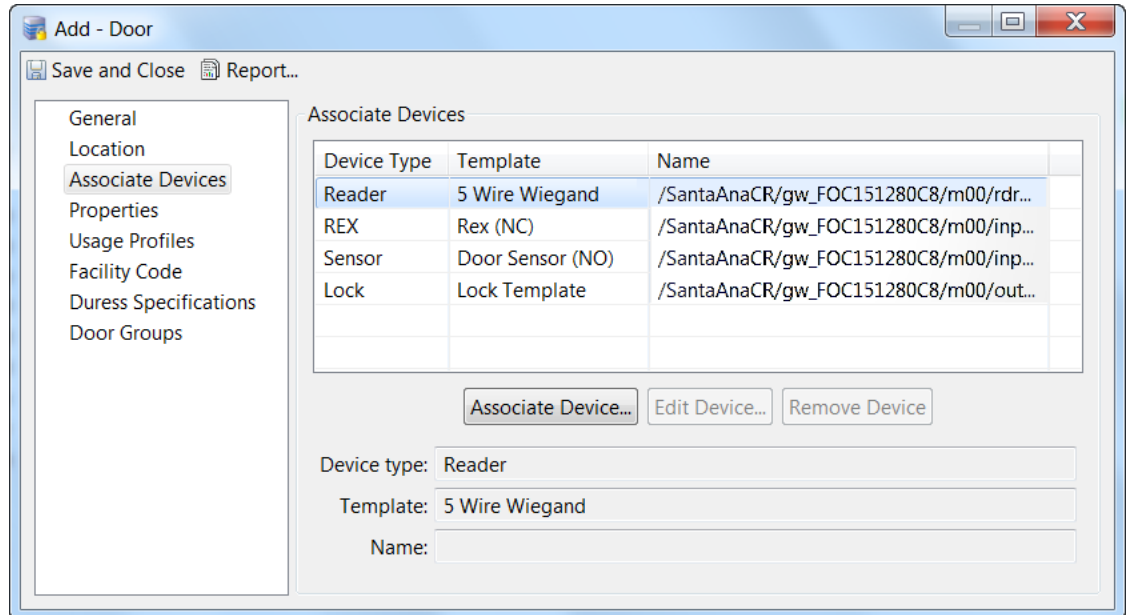 Add - Door
Save and Close Report...
General
Location
Associate Devices
Properties
Usage Profiles
Facility Code
Duress Specifications
Door Groups
Associate Devices
Device Type Template Name
Reader 5 Wire Wiegand /SantaAnaCR/gw_FOC151280C8/m00/rdr...
REX Rex (NC) /SantaAnaCR/gw_FOC151280C8/m00/inp...
Sensor Door Sensor (NO) /SantaAnaCR/gw_FOC151280C8/m00/inp...
Lock Lock Template /SantaAnaCR/gw_FOC151280C8/m00/out...
Associate Device... Edit Device... Remove Device
Device type: Reader
Template: 5 Wire Wiegand
Name: